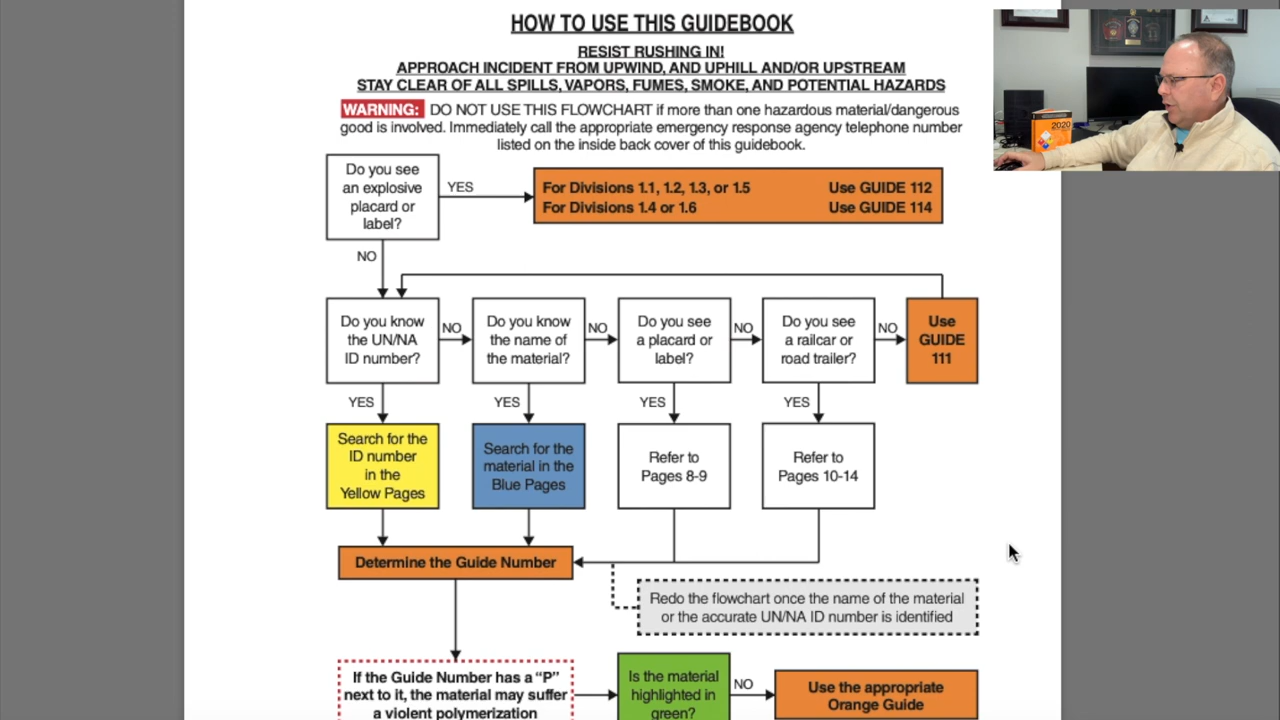 HOW TO USE THIS GUIDEBOOK
RESIST RUSHING IN!
APPROACH INCIDENT FROM UPWIND, AND UPHILL AND/OR UPSTREAM
STAY CLEAR OF ALL SPILLS, VAPORS, FUMES, SMOKE, AND POTENTIAL HAZARDS
WARNING: DO NOT USE THIS FLOWCHART if more than one hazardous material/dangerous
good is involved. Immediately call the appropriate emergency response agency telephone number
listed on the inside back cover of this guidebook.
2020
Do you see
an explosive
placard or
label?
YES
For Divisions 1.1, 1.2, 1.3, or 1.5 Use GUIDE 112
For Divisions 1.4 or 1.6 Use GUIDE 114
NO
Do you know
the UN/NA
ID number?
NO
Do you know
the name of
the material?
NO
Do you see
a placard or
label?
NO
Do you see
a railcar or
road trailer?
NO
Use
GUIDE
111
YES
YES
YES
YES
Search for the
ID number
in the
Yellow Pages
Search for the
material in the
Blue Pages
Refer to
Pages 8-9
Refer to
Pages 10-14
Determine the Guide Number
Redo the flowchart once the name of the material
or the accurate UN/NA ID number is identified
If the Guide Number has a “P”
next to it, the material may suffer
a violent polymerization
Is the material
highlighted in
green?
NO
Use the appropriate
Orange Guide